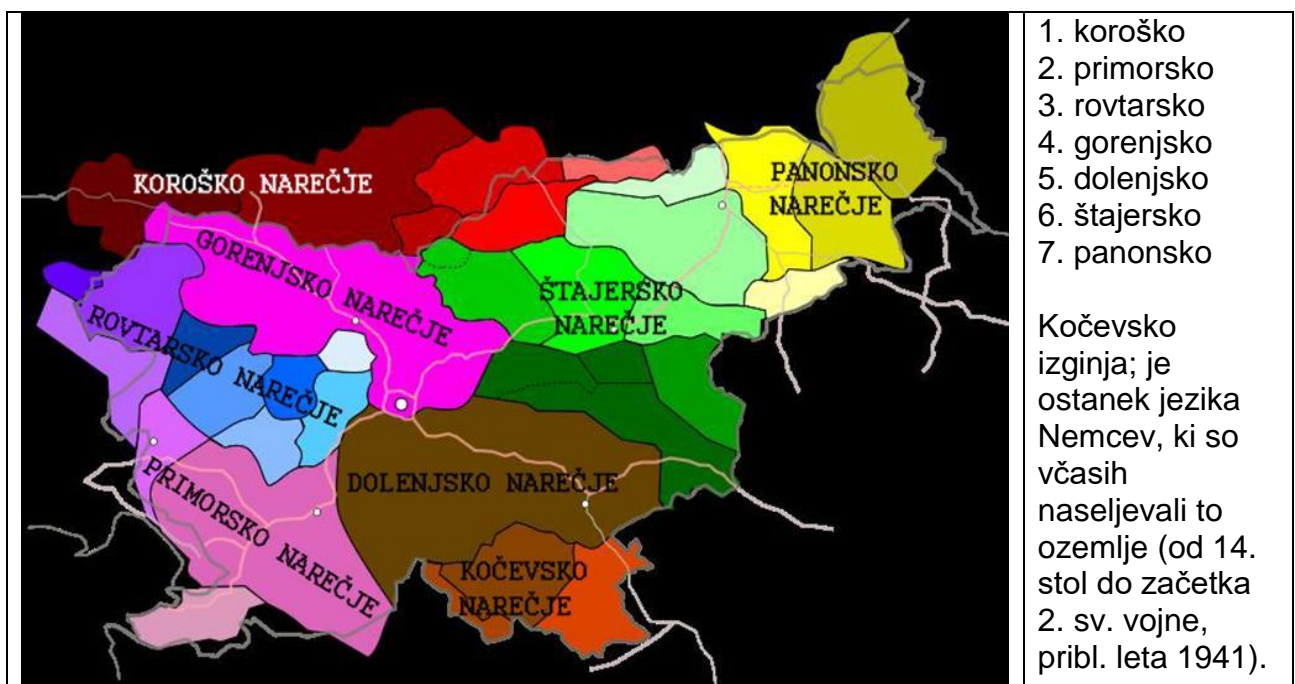 KOROŠKO NAREČJE
GORENJSKO NAREČJE
ROVTARSKO NAREČJE
PRIMORSKO NAREČJE
DOLENJSKO NAREČJE
KOČEVSKO
NAREČJE
ŠTAJERSKO
NAREČJE
PANONSKO
NAREČJE
1. koroško
2. primorsko
3. rovtarsko
4. gorenjsko
5. dolenjsko
6. štajersko
7. panonsko
Kočevsko
izginja; je
ostanek jezika
Nemcev, ki so
včasih
naseljevali to
ozemlje (od 14.
stol do začetka
2. sv. vojne,
pribl. leta 1941).